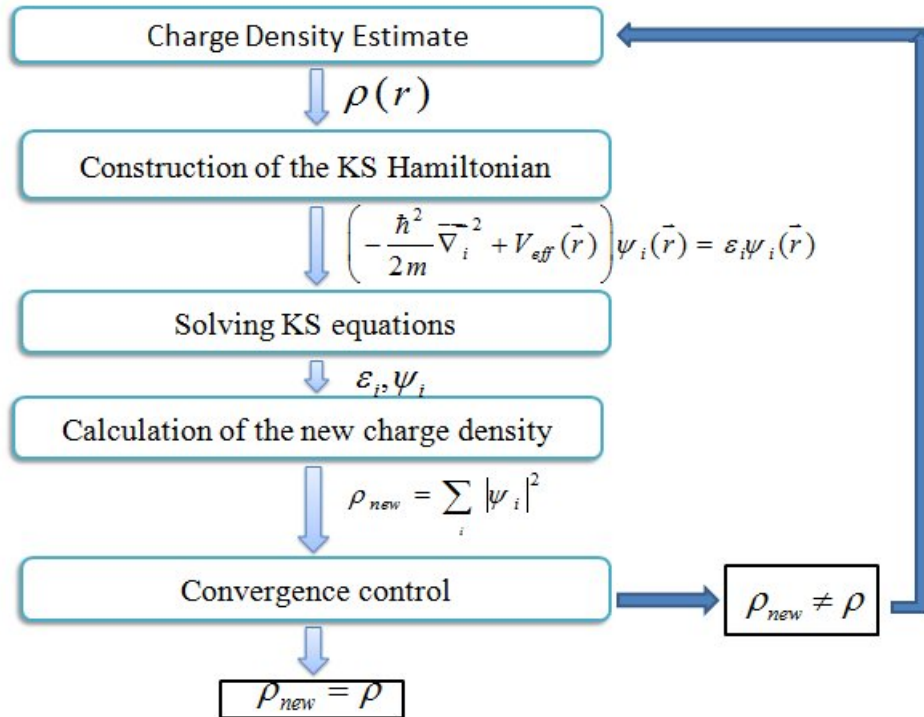 Charge Density Estimate
ρ(r)
Construction of the KS Hamiltonian
(-ħ²/2m ∇⃗ᵢ² + V_eff(r⃗))ψᵢ(r⃗) = εᵢψᵢ(r⃗)
Solving KS equations
εᵢ,ψᵢ
Calculation of the new charge density
ρ_new = ∑ᵢ |ψᵢ|²
Convergence control
ρ_new ≠ ρ
ρ_new = ρ